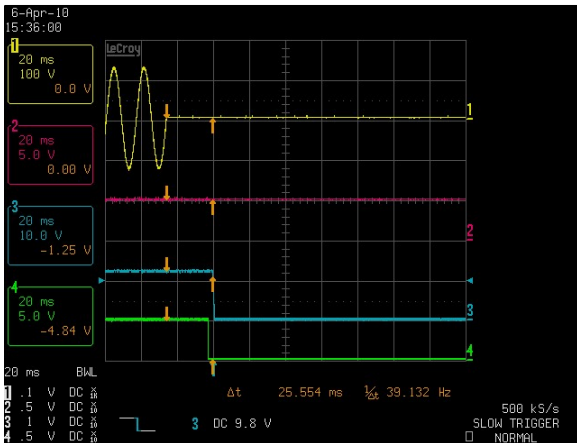 6-Apr-10
15:36:00
1
20 ms
100 V
0.0 V
LeCroy
1
2
20 ms
5.0 V
0.00 V
2
3
20 ms
10.0 V
-1.25 V
3
4
20 ms
5.0 V
-4.84 V
4
20 ms BWL
1 .1 V DC
2 .5 V DC
3 1 V DC
4 .5 V DC
Δt 25.554 ms 1/Δt 39.132 Hz
3 DC 9.8 V
500 kS/s
SLOW TRIGGER
NORMAL